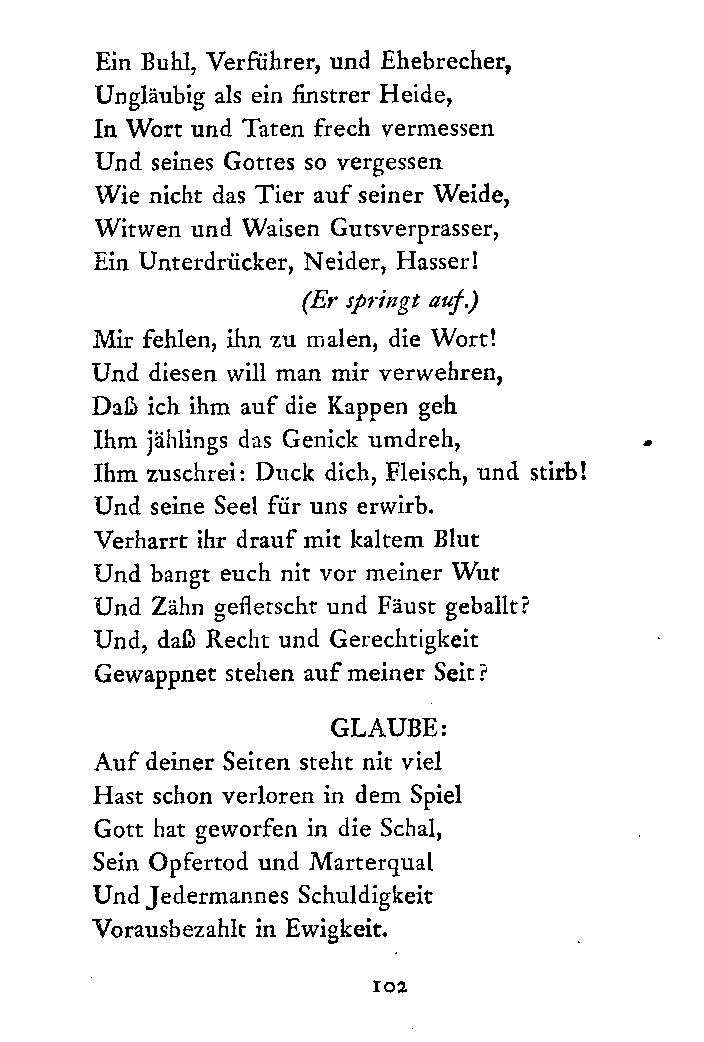 Ein Buhl, Verführer, und Ehebrecher,
Ungläubig als ein finstrer Heide,
In Wort und Taten frech vermessen
Und seines Gottes so vergessen
Wie nicht das Tier auf seiner Weide,
Witwen und Waisen Gutsverprasser,
Ein Unterdrücker, Neider, Hasser!
(Er springt auf.)
Mir fehlen, ihn zu malen, die Wort!
Und diesen will man mir verwehren,
Daß ich ihm auf die Kappen geh
Ihm jählings das Genick umdreh,
Ihm zuschrei: Duck dich, Fleisch, und stirb!
Und seine Seel für uns erwirb.
Verharrt ihr drauf mit kaltem Blut
Und bangt euch nit vor meiner Wut
Und Zähn gefletscht und Fäust geballt?
Und, daß Recht und Gerechtigkeit
Gewappnet stehen auf meiner Seit?
GLAUBE:
Auf deiner Seiten steht nit viel
Hast schon verloren in dem Spiel
Gott hat geworfen in die Schal,
Sein Opfertod und Marterqual
Und Jedermannes Schuldigkeit
Vorausbezahlt in Ewigkeit.
102